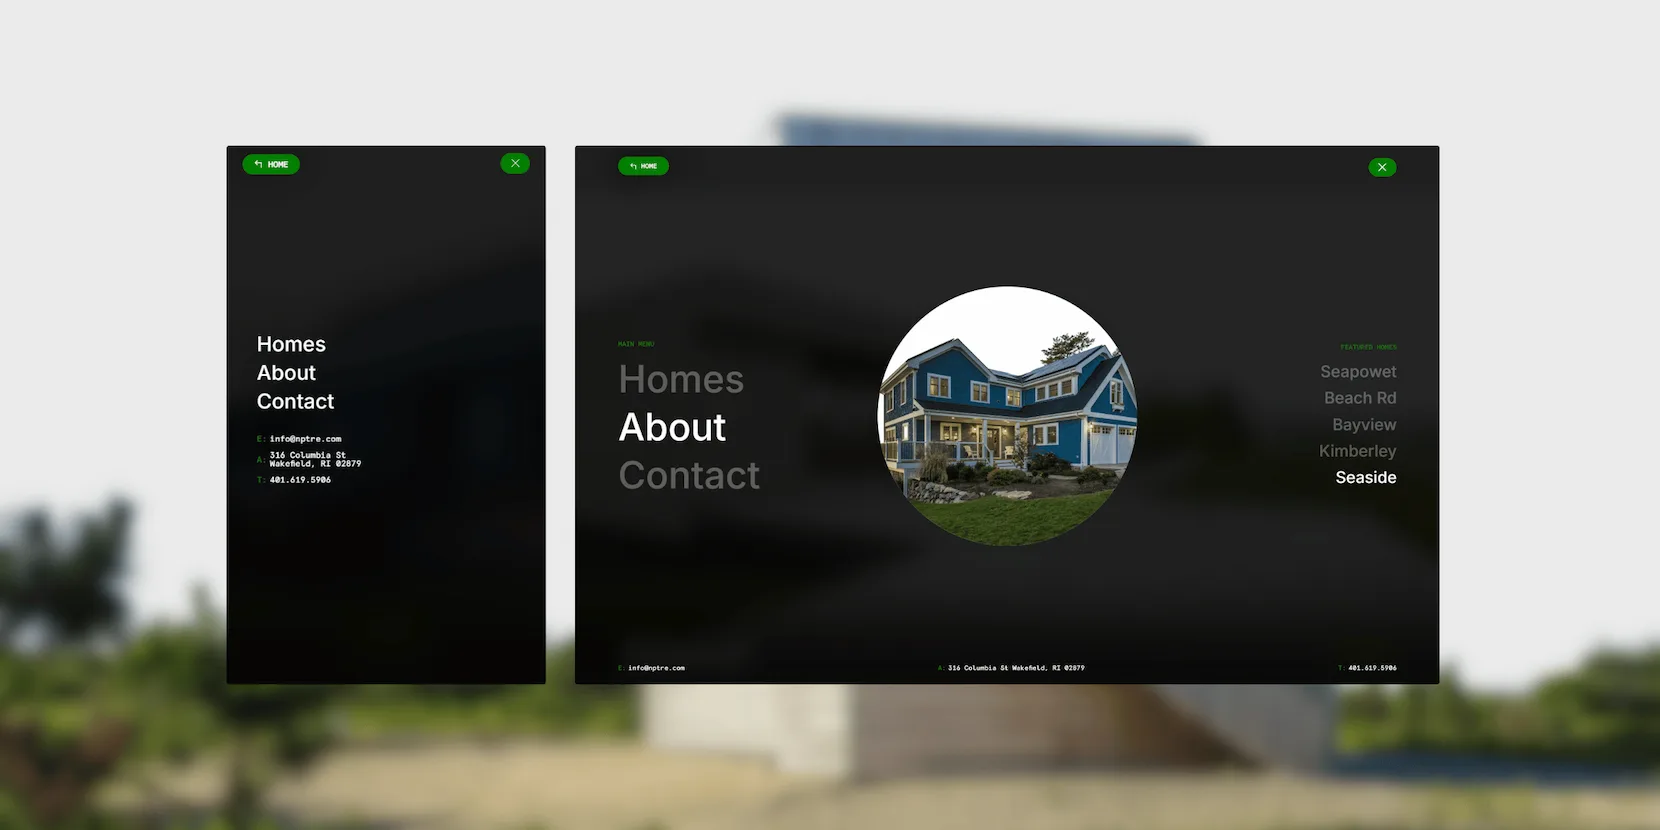 HOME
Homes
About
Contact
E: info@nptre.com
A: 316 Columbia St
Wakefield, RI 02879
T: 401.619.5906
HOME
MAIN MENU
Homes
About
Contact
FEATURED HOMES
Seapowet
Beach Rd
Bayview
Kimberley
Seaside
E: info@nptre.com
A: 316 Columbia St Wakefield, RI 02879
T: 401.619.5906